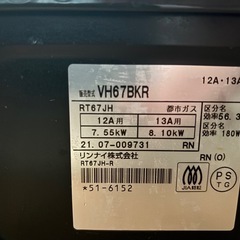 販売型式 VH67BKR
12A・13A
RT67JH 都市ガス 区分名
12A用 13A用 効率56.3
7.55kW 8.10kW 区分名
21.07-009731 RN 効率 180W
リンナイ株式会社 RN (0)
RT67JH-R
*51-6152
JIA
PS
TG